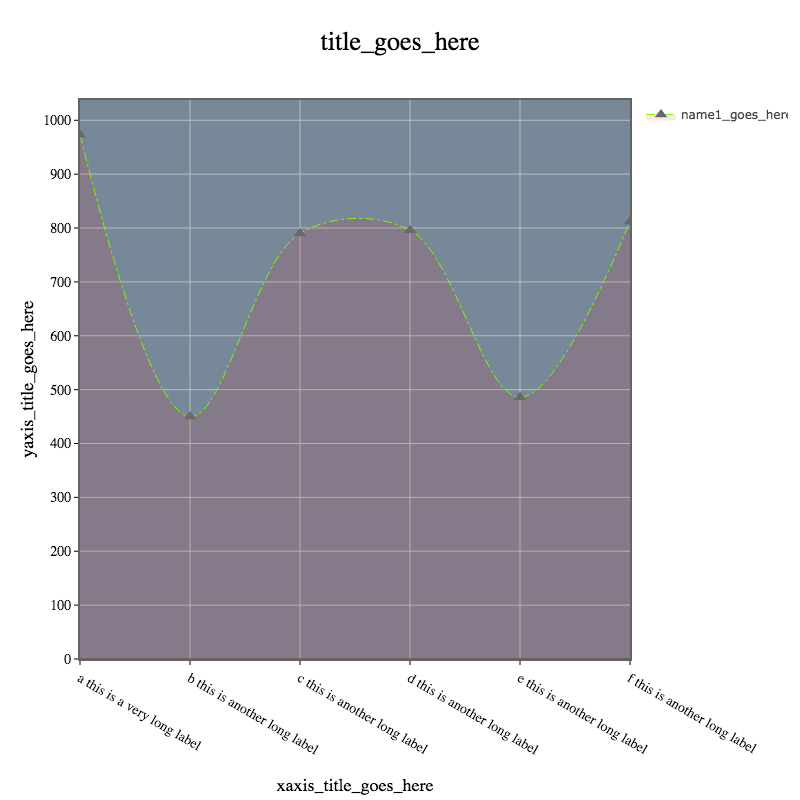 title_goes_here
name1_goes_here
yaxis_title_goes_here
1000
900
800
700
600
500
400
300
200
100
0
a this is a very long label
b this is another long label
c this is another long label
d this is another long label
e this is another long label
f this is another long label
xaxis_title_goes_here